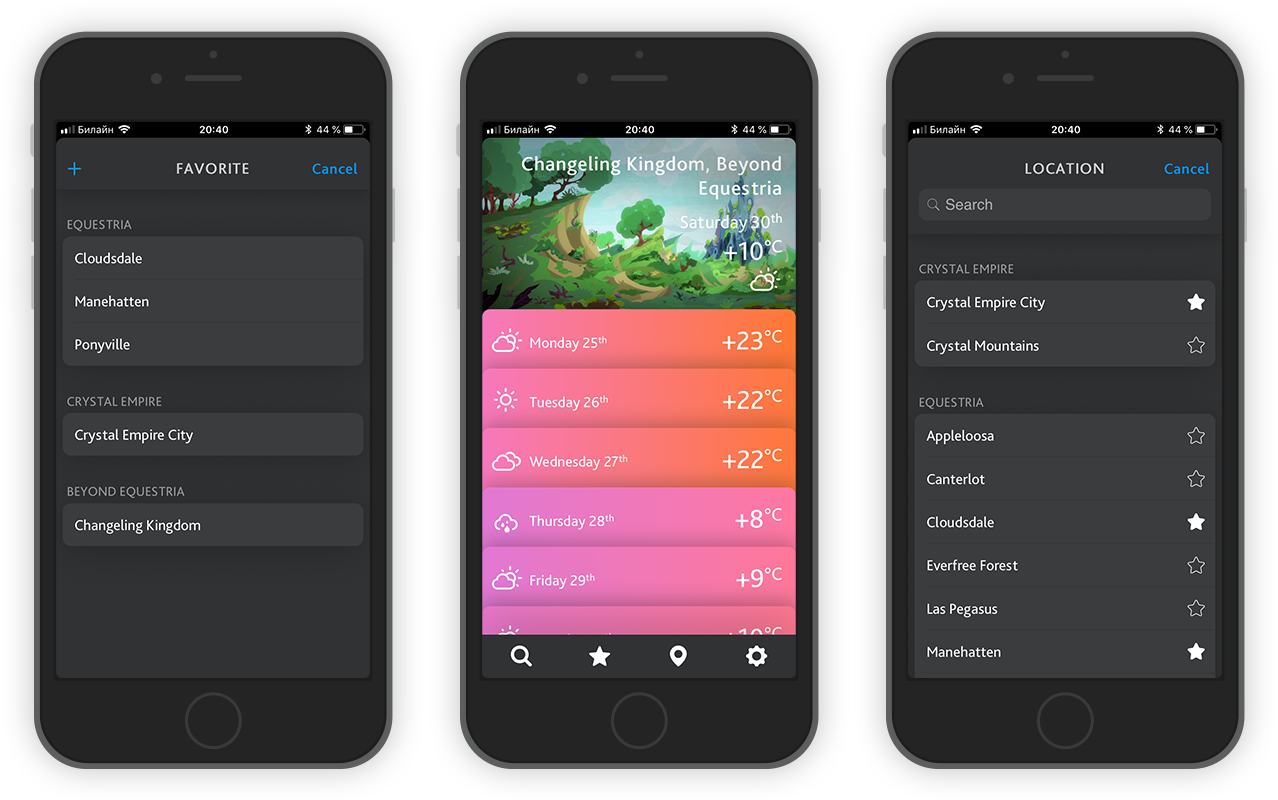 Билайн 20:40 44 %
FAVORITE Cancel
EQUESTRIA
Cloudsdale
Manehatten
Ponyville
CRYSTAL EMPIRE
Crystal Empire City
BEYOND EQUESTRIA
Changeling Kingdom
Билайн 20:40 44 %
Changeling Kingdom, Beyond
Equestria
Saturday 30th
+10°C
Monday 25th +23°C
Tuesday 26th +22°C
Wednesday 27th +22°C
Thursday 28th +8°C
Friday 29th +9°C
+10°C
Билайн 20:40 44 %
LOCATION Cancel
Search
CRYSTAL EMPIRE
Crystal Empire City
Crystal Mountains
EQUESTRIA
Appleloosa
Canterlot
Cloudsdale
Everfree Forest
Las Pegasus
Manehatten